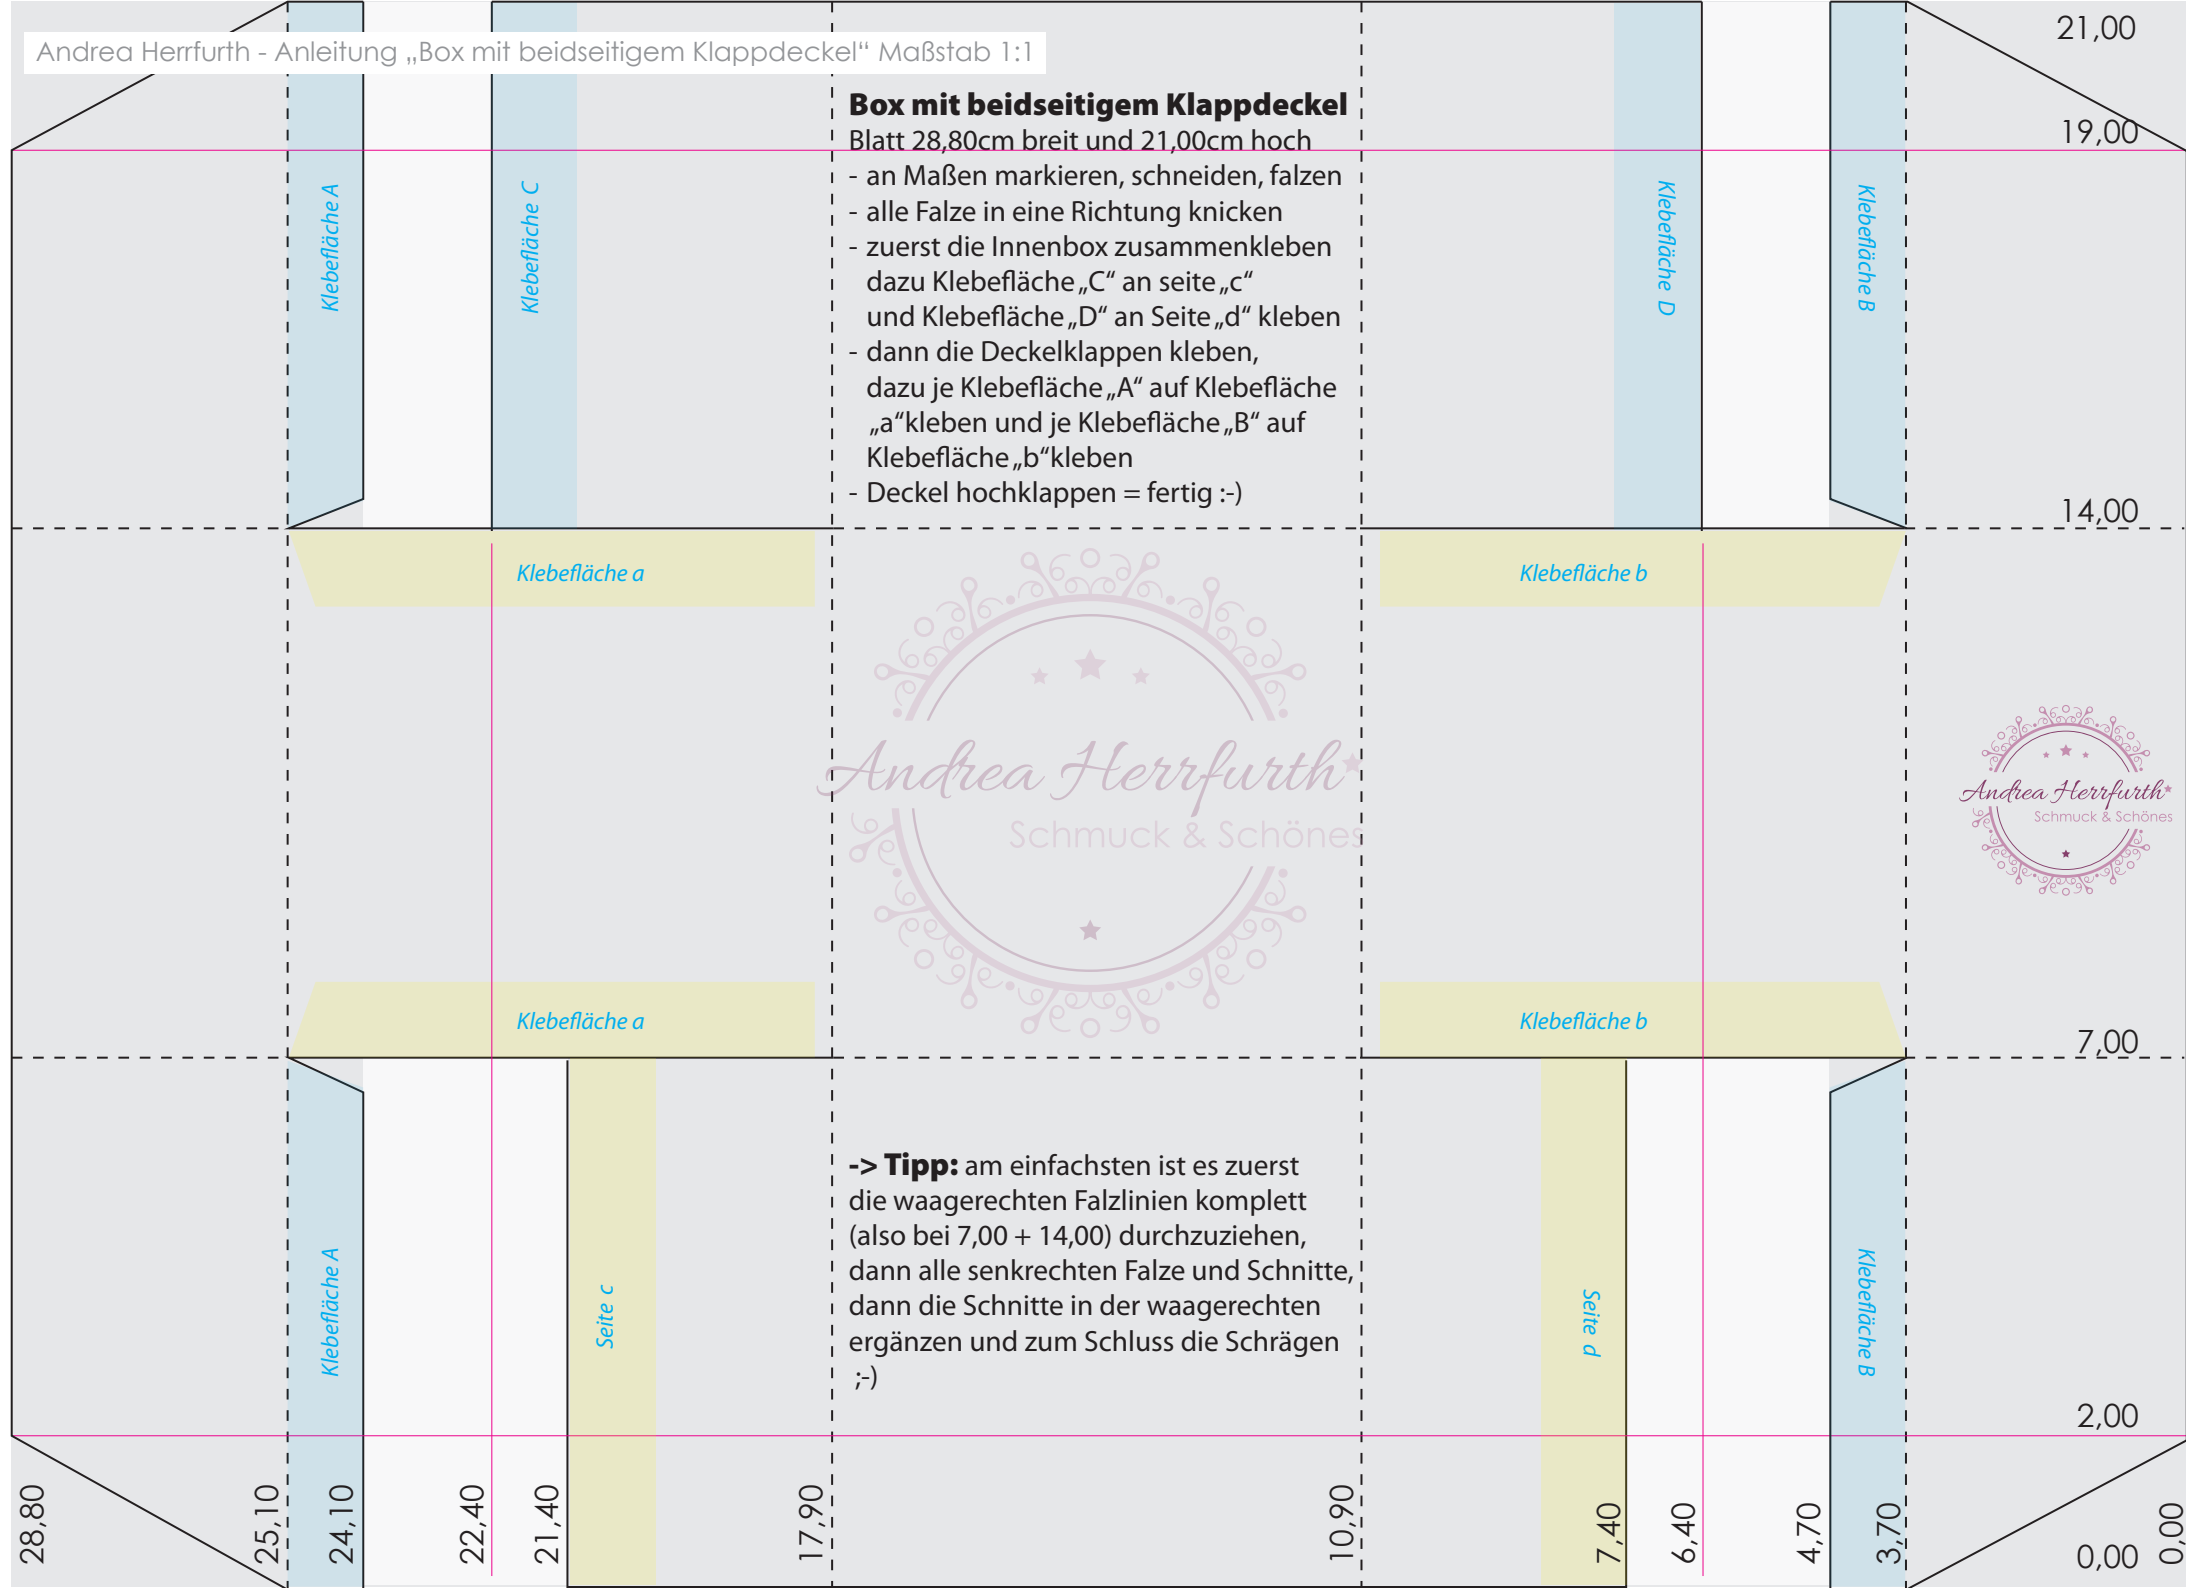 Andrea Herrfurth - Anleitung „Box mit beidseitigem Klappdeckel“ Maßstab 1:1
Box mit beidseitigem Klappdeckel
Blatt 28,80cm breit und 21,00cm hoch
- an Maßen markieren, schneiden, falzen
- alle Falze in eine Richtung knicken
- zuerst die Innenbox zusammenkleben
dazu Klebefläche „C“ an seite „c“
und Klebefläche „D“ an Seite „d“ kleben
- dann die Deckelklappen kleben,
dazu je Klebefläche „A“ auf Klebefläche
„a“kleben und je Klebefläche „B“ auf
Klebefläche „b“kleben
- Deckel hochklappen = fertig :-)
21,00
19,00
14,00
7,00
2,00
0,00
Klebefläche A
Klebefläche C
Klebefläche D
Klebefläche B
Klebefläche a
Klebefläche b
Andrea Herrfurth
Schmuck & Schönes
Andrea Herrfurth
Schmuck & Schönes
Klebefläche a
Klebefläche b
Klebefläche A
Seite c
Seite d
Klebefläche B
-> Tipp: am einfachsten ist es zuerst
die waagerechten Falzlinien komplett
(also bei 7,00 + 14,00) durchzuziehen,
dann alle senkrechten Falze und Schnitte,
dann die Schnitte in der waagerechten
ergänzen und zum Schluss die Schrägen
;-)
28,80
25,10
24,10
22,40
21,40
17,90
10,90
7,40
6,40
4,70
3,70
0,00